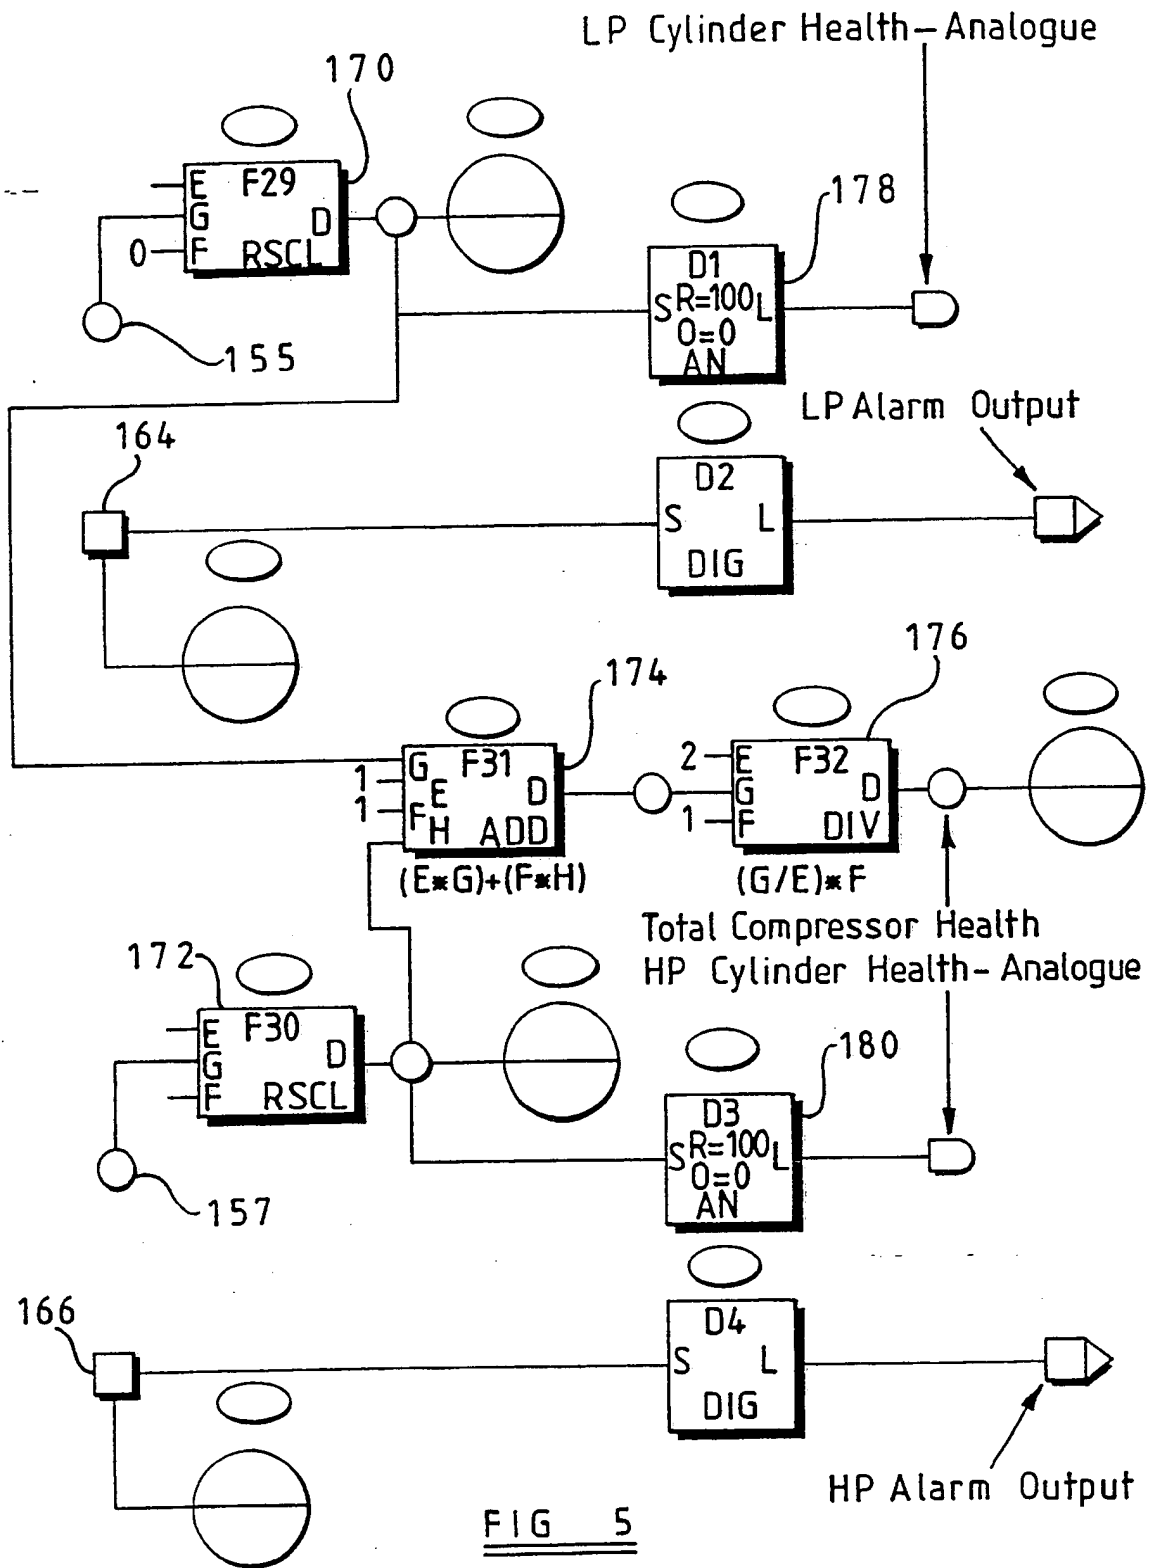 LP Cylinder Health-Analogue
170
E F29
G D
0 F RSCL
155
178
D1
S R=100 L
O=0
AN
LP Alarm Output
164
D2
S L
DIG
174
176
G F31
1 E D
1 F
H ADD
(E*G)+(F*H)
2 E F32
G D
1 F DIV
(G/E)*F
Total Compressor Health
HP Cylinder Health-Analogue
172
E F30
G D
F RSCL
157
180
D3
S R=100 L
O=0
AN
166
D4
S L
DIG
HP Alarm Output
FIG 5